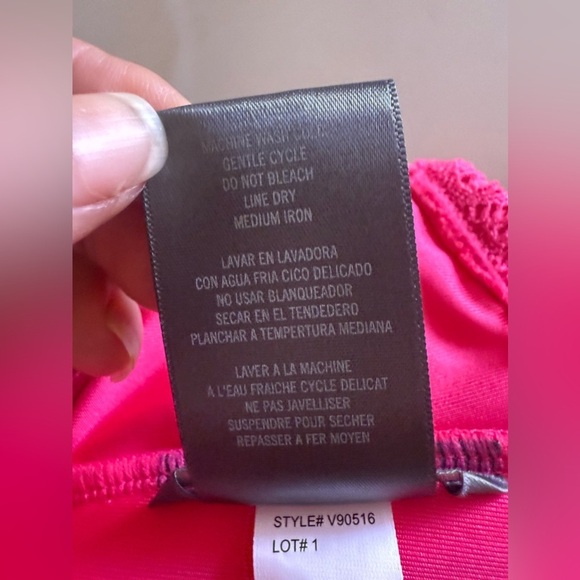 MACHINE WASH COLD
GENTLE CYCLE
DO NOT BLEACH
LINE DRY
MEDIUM IRON
LAVAR EN LAVADORA
CON AGUA FRIA CICO DELICADO
NO USAR BLANQUEADOR
SECAR EN EL TENDEDERO
PLANCHAR A TEMPERTURA MEDIANA
LAVER A LA MACHINE
A L'EAU FRAICHE CYCLE DELICAT
NE PAS JAVELLISER
SUSPENDRE POUR SECHER
REPASSER A FER MOYEN
STYLE# V90516
LOT# 1